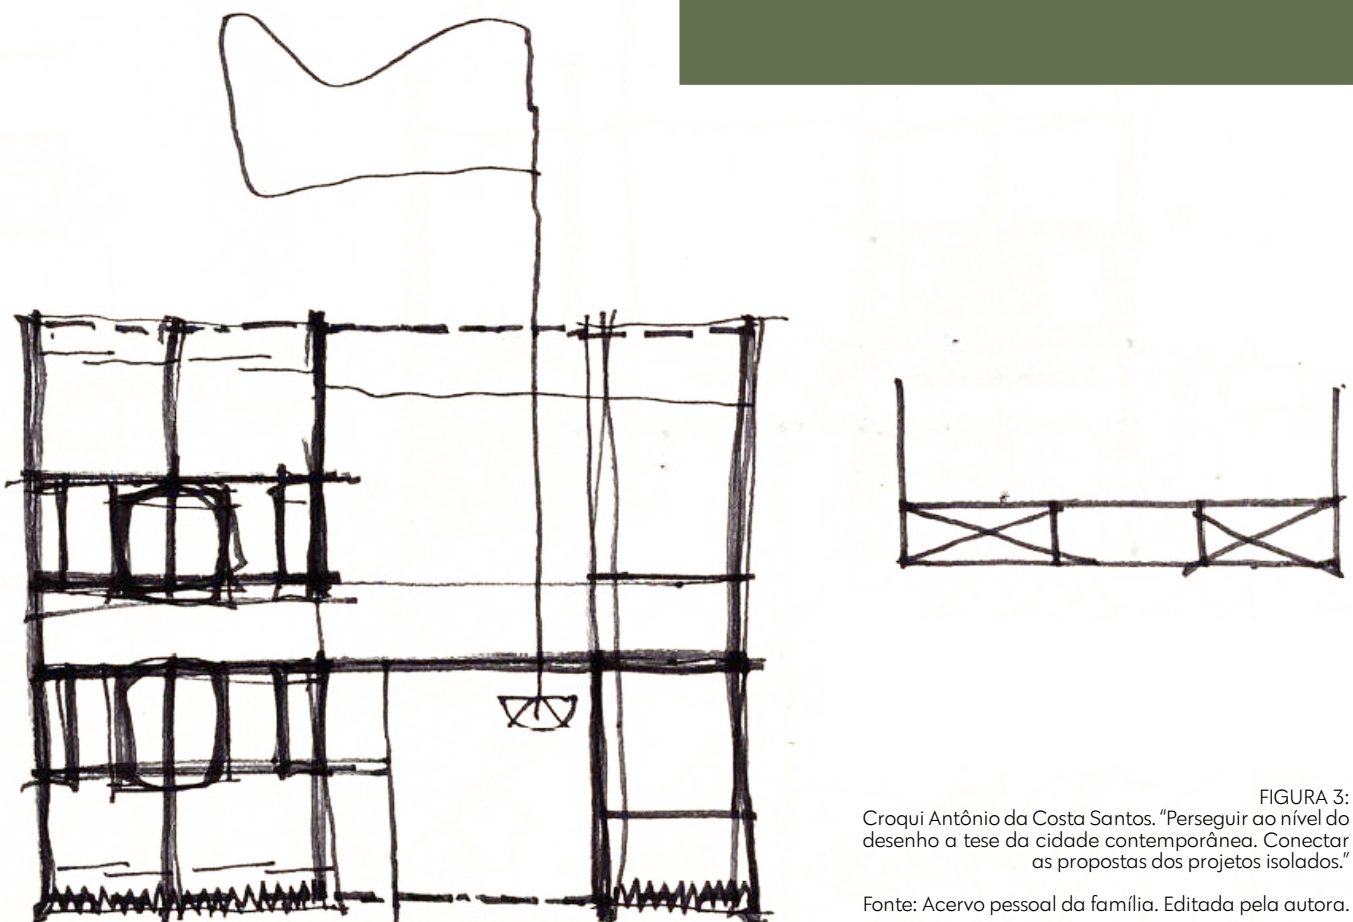 FIGURA 3:
Croqui Antônio da Costa Santos. "Perseguir ao nível do
desenho a tese da cidade contemporânea. Conectar
as propostas dos projetos isolados."
Fonte: Acervo pessoal da família. Editada pela autora.